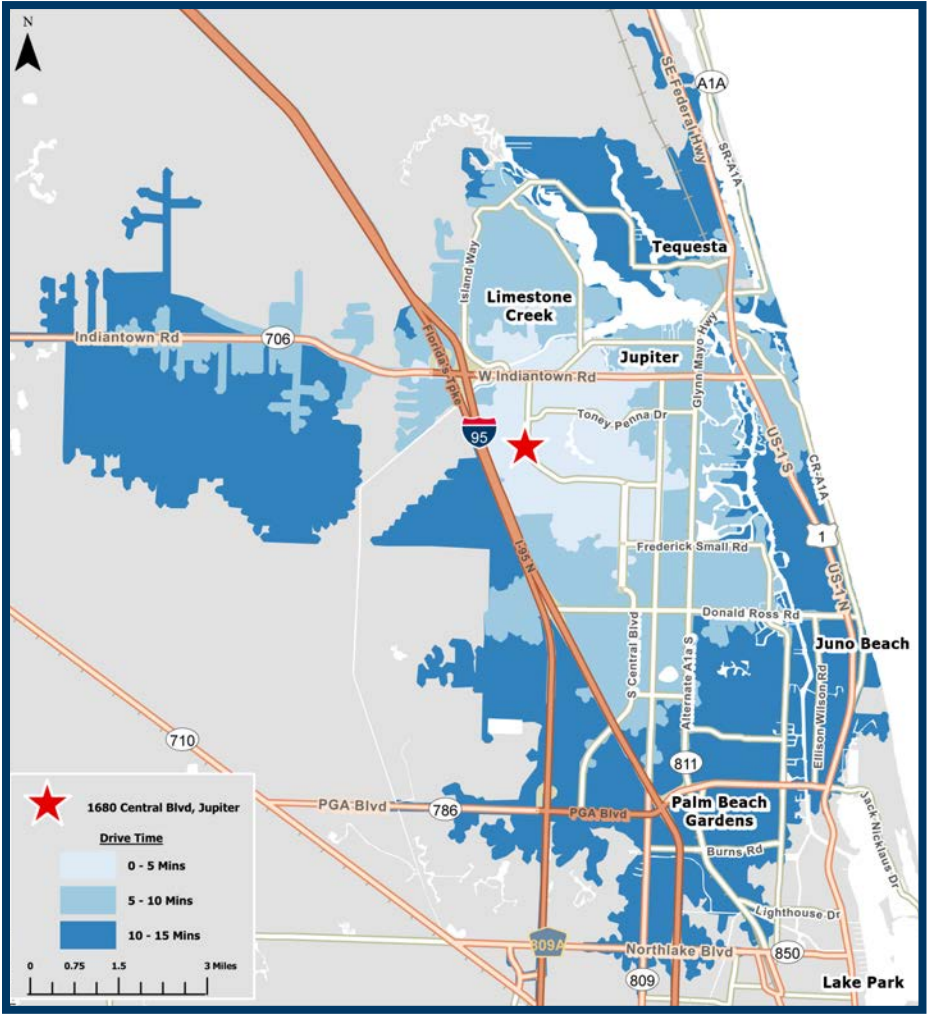 N
A1A
SE Federal Hwy
SR-A1A
Tequesta
Island Way
Limestone
Creek
Indiantown Rd
706
Florida's Tpke
Jupiter
Glynn Mayo Hwy
W Indiantown Rd
Toney Penna Dr
95
US-1 S
CR-A1A
1
I-95 N
Frederick Small Rd
US-1 N
Donald Ross Rd
Juno Beach
S Central Blvd
Alternate A1a S
Ellison Wilson Rd
710
811
1680 Central Blvd, Jupiter
PGA Blvd
786
PGA Blvd
Palm Beach
Gardens
Jack Nicklaus Dr
Drive Time
0 - 5 Mins
5 - 10 Mins
10 - 15 Mins
Burns Rd
Lighthouse Dr
809A
Northlake Blvd
850
0 0.75 1.5 3 Miles
809
Lake Park